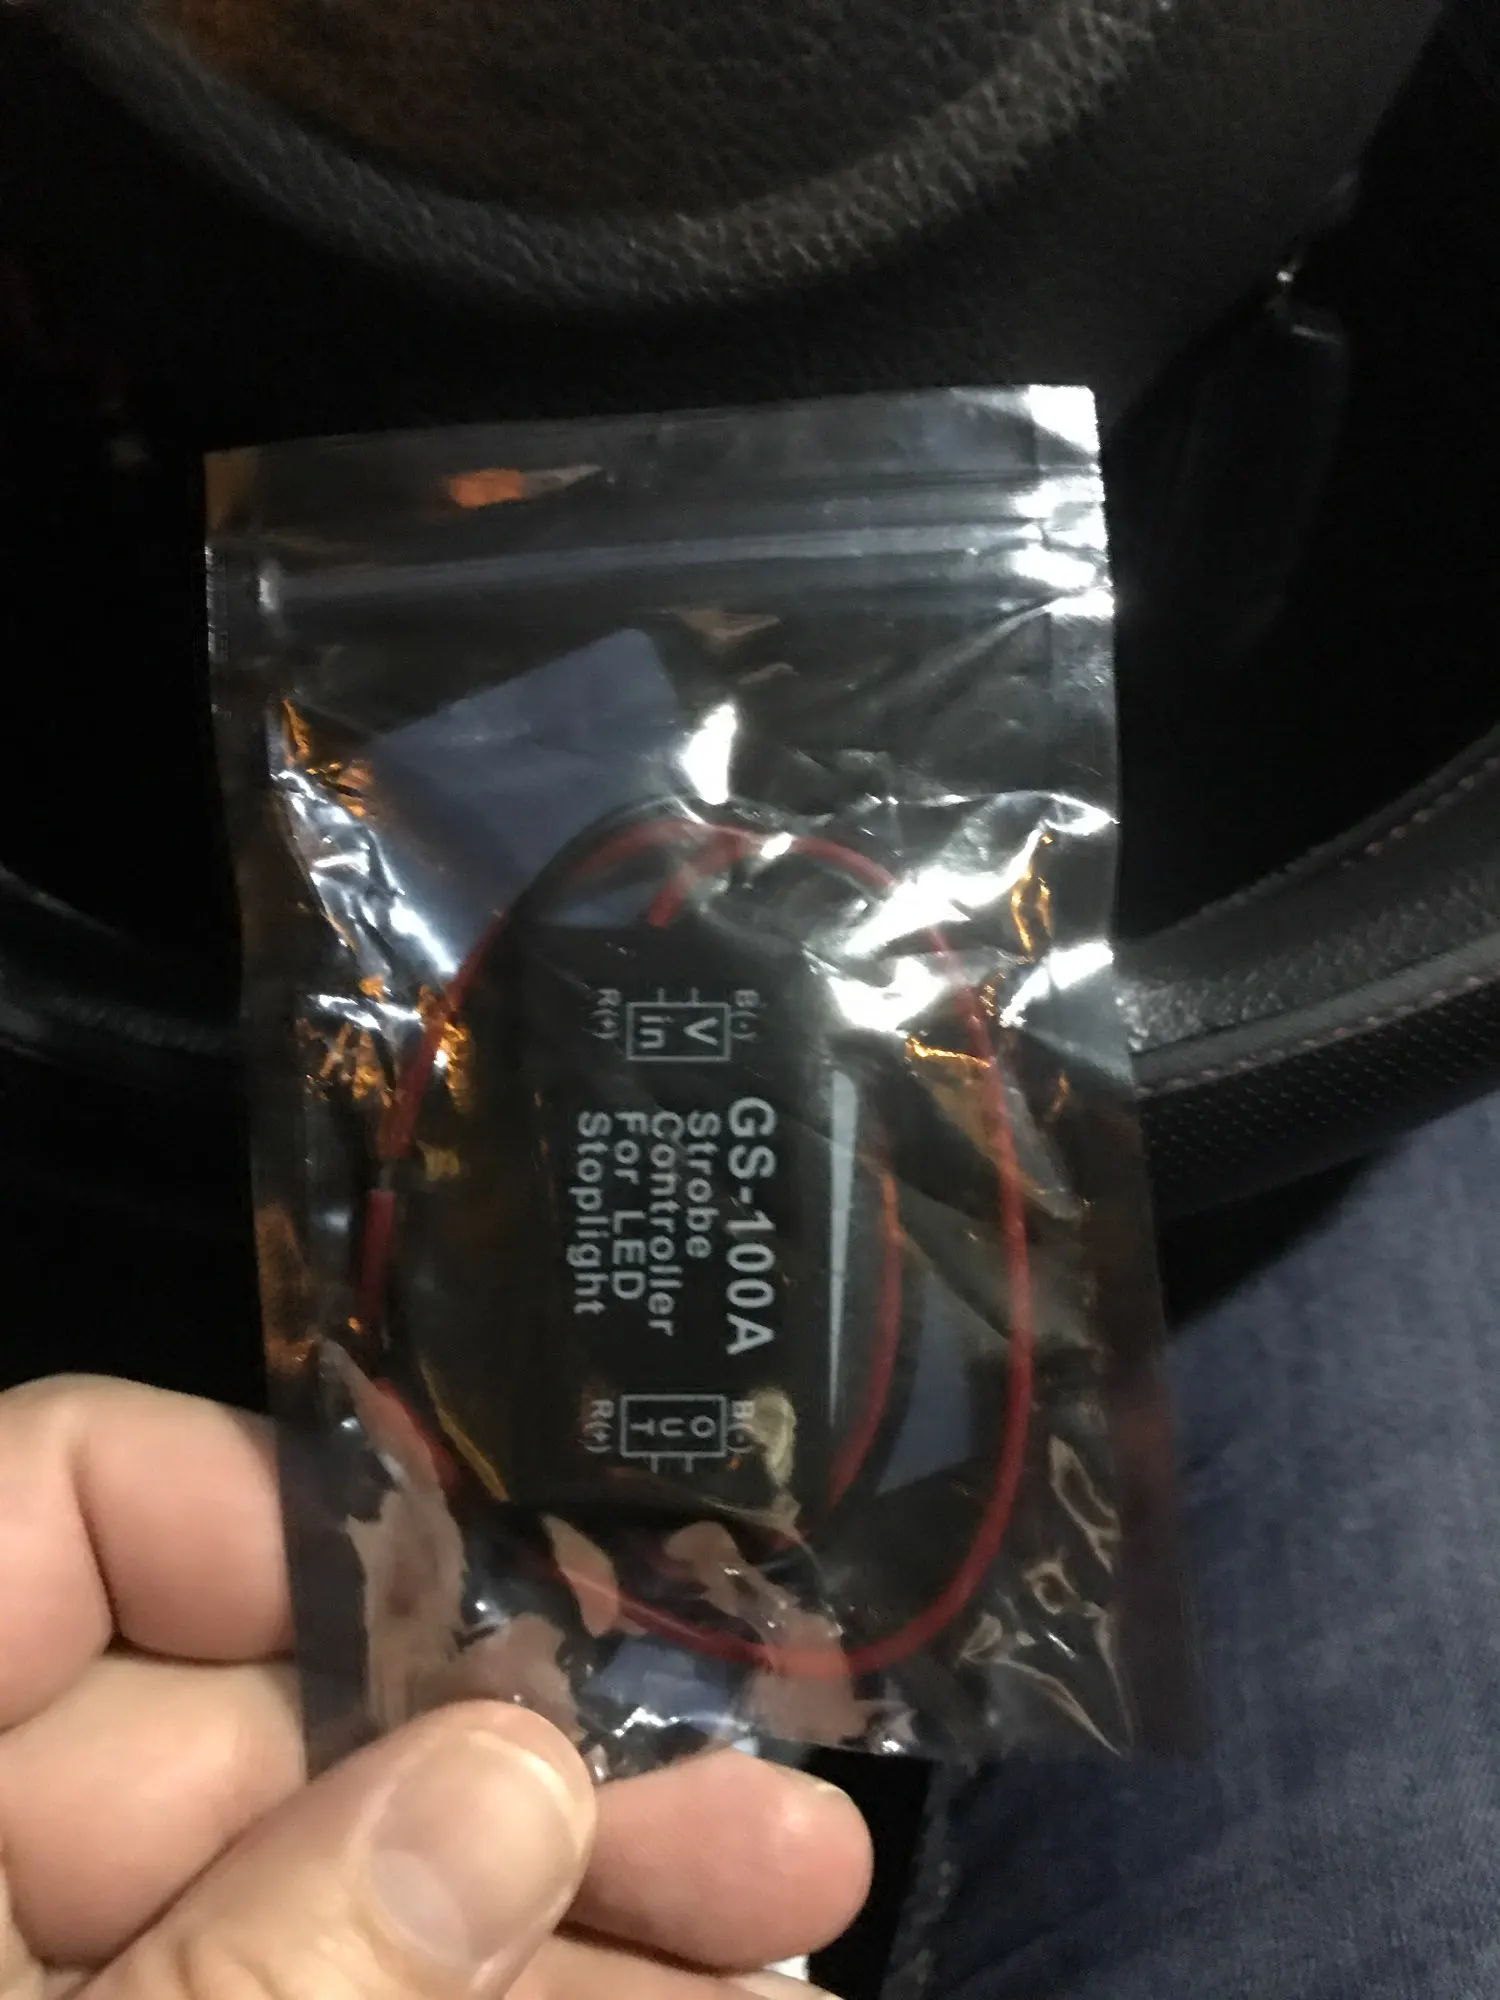 B(-)
V
in
R(+)
GS-100A
Strobe
Controller
For LED
Stoplight
B(-)
O
U
T
R(+)